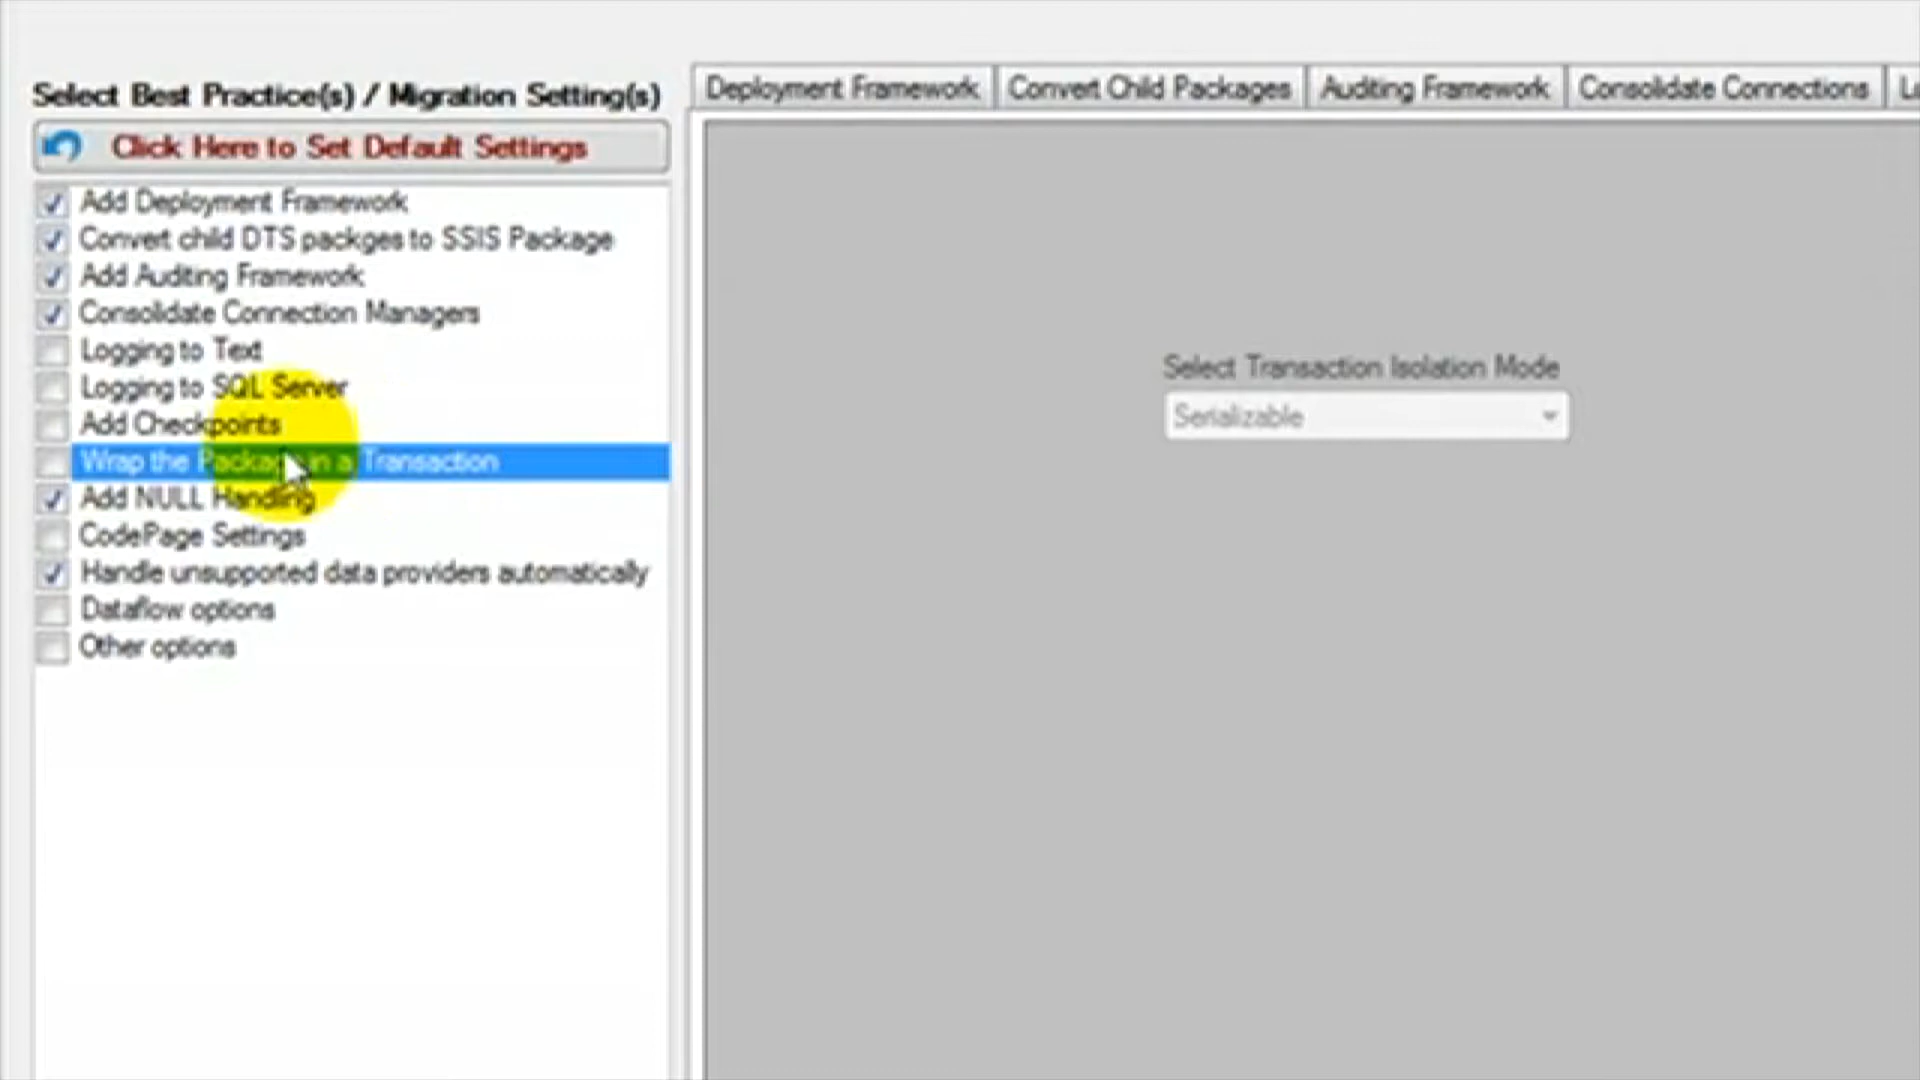 Select Best Practice(s) / Migration Setting(s)
Click Here to Set Default Settings
Add Deployment Framework
Convert child DTS packges to SSIS Package
Add Auditing Framework
Consolidate Connection Managers
Logging to Text
Logging to SQL Server
Add Checkpoints
Wrap the Package in a Transaction
Add NULL Handling
CodePage Settings
Handle unsupported data providers automatically
Dataflow options
Other options
Deployment Framework
Convert Child Packages
Auditing Framework
Consolidate Connections
Select Transaction Isolation Mode
Serializable